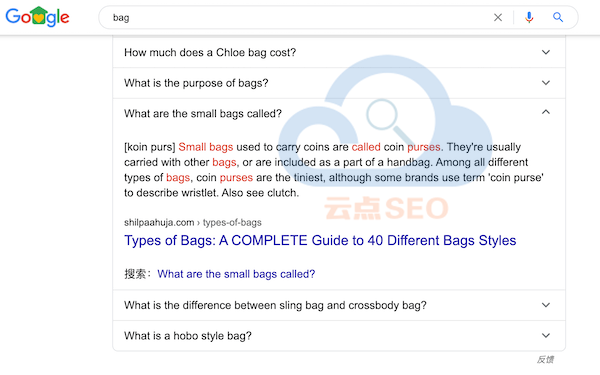 Google
bag
How much does a Chloe bag cost?
What is the purpose of bags?
What are the small bags called?
[koin purs] Small bags used to carry coins are called coin purses. They're usually
carried with other bags, or are included as a part of a handbag. Among all different
types of bags, coin purses are the tiniest, although some brands use term 'coin purse'
to describe wristlet. Also see clutch.
云点SEO
shilpaahuja.com › types-of-bags
Types of Bags: A COMPLETE Guide to 40 Different Bags Styles
搜索: What are the small bags called?
What is the difference between sling bag and crossbody bag?
What is a hobo style bag?
反馈